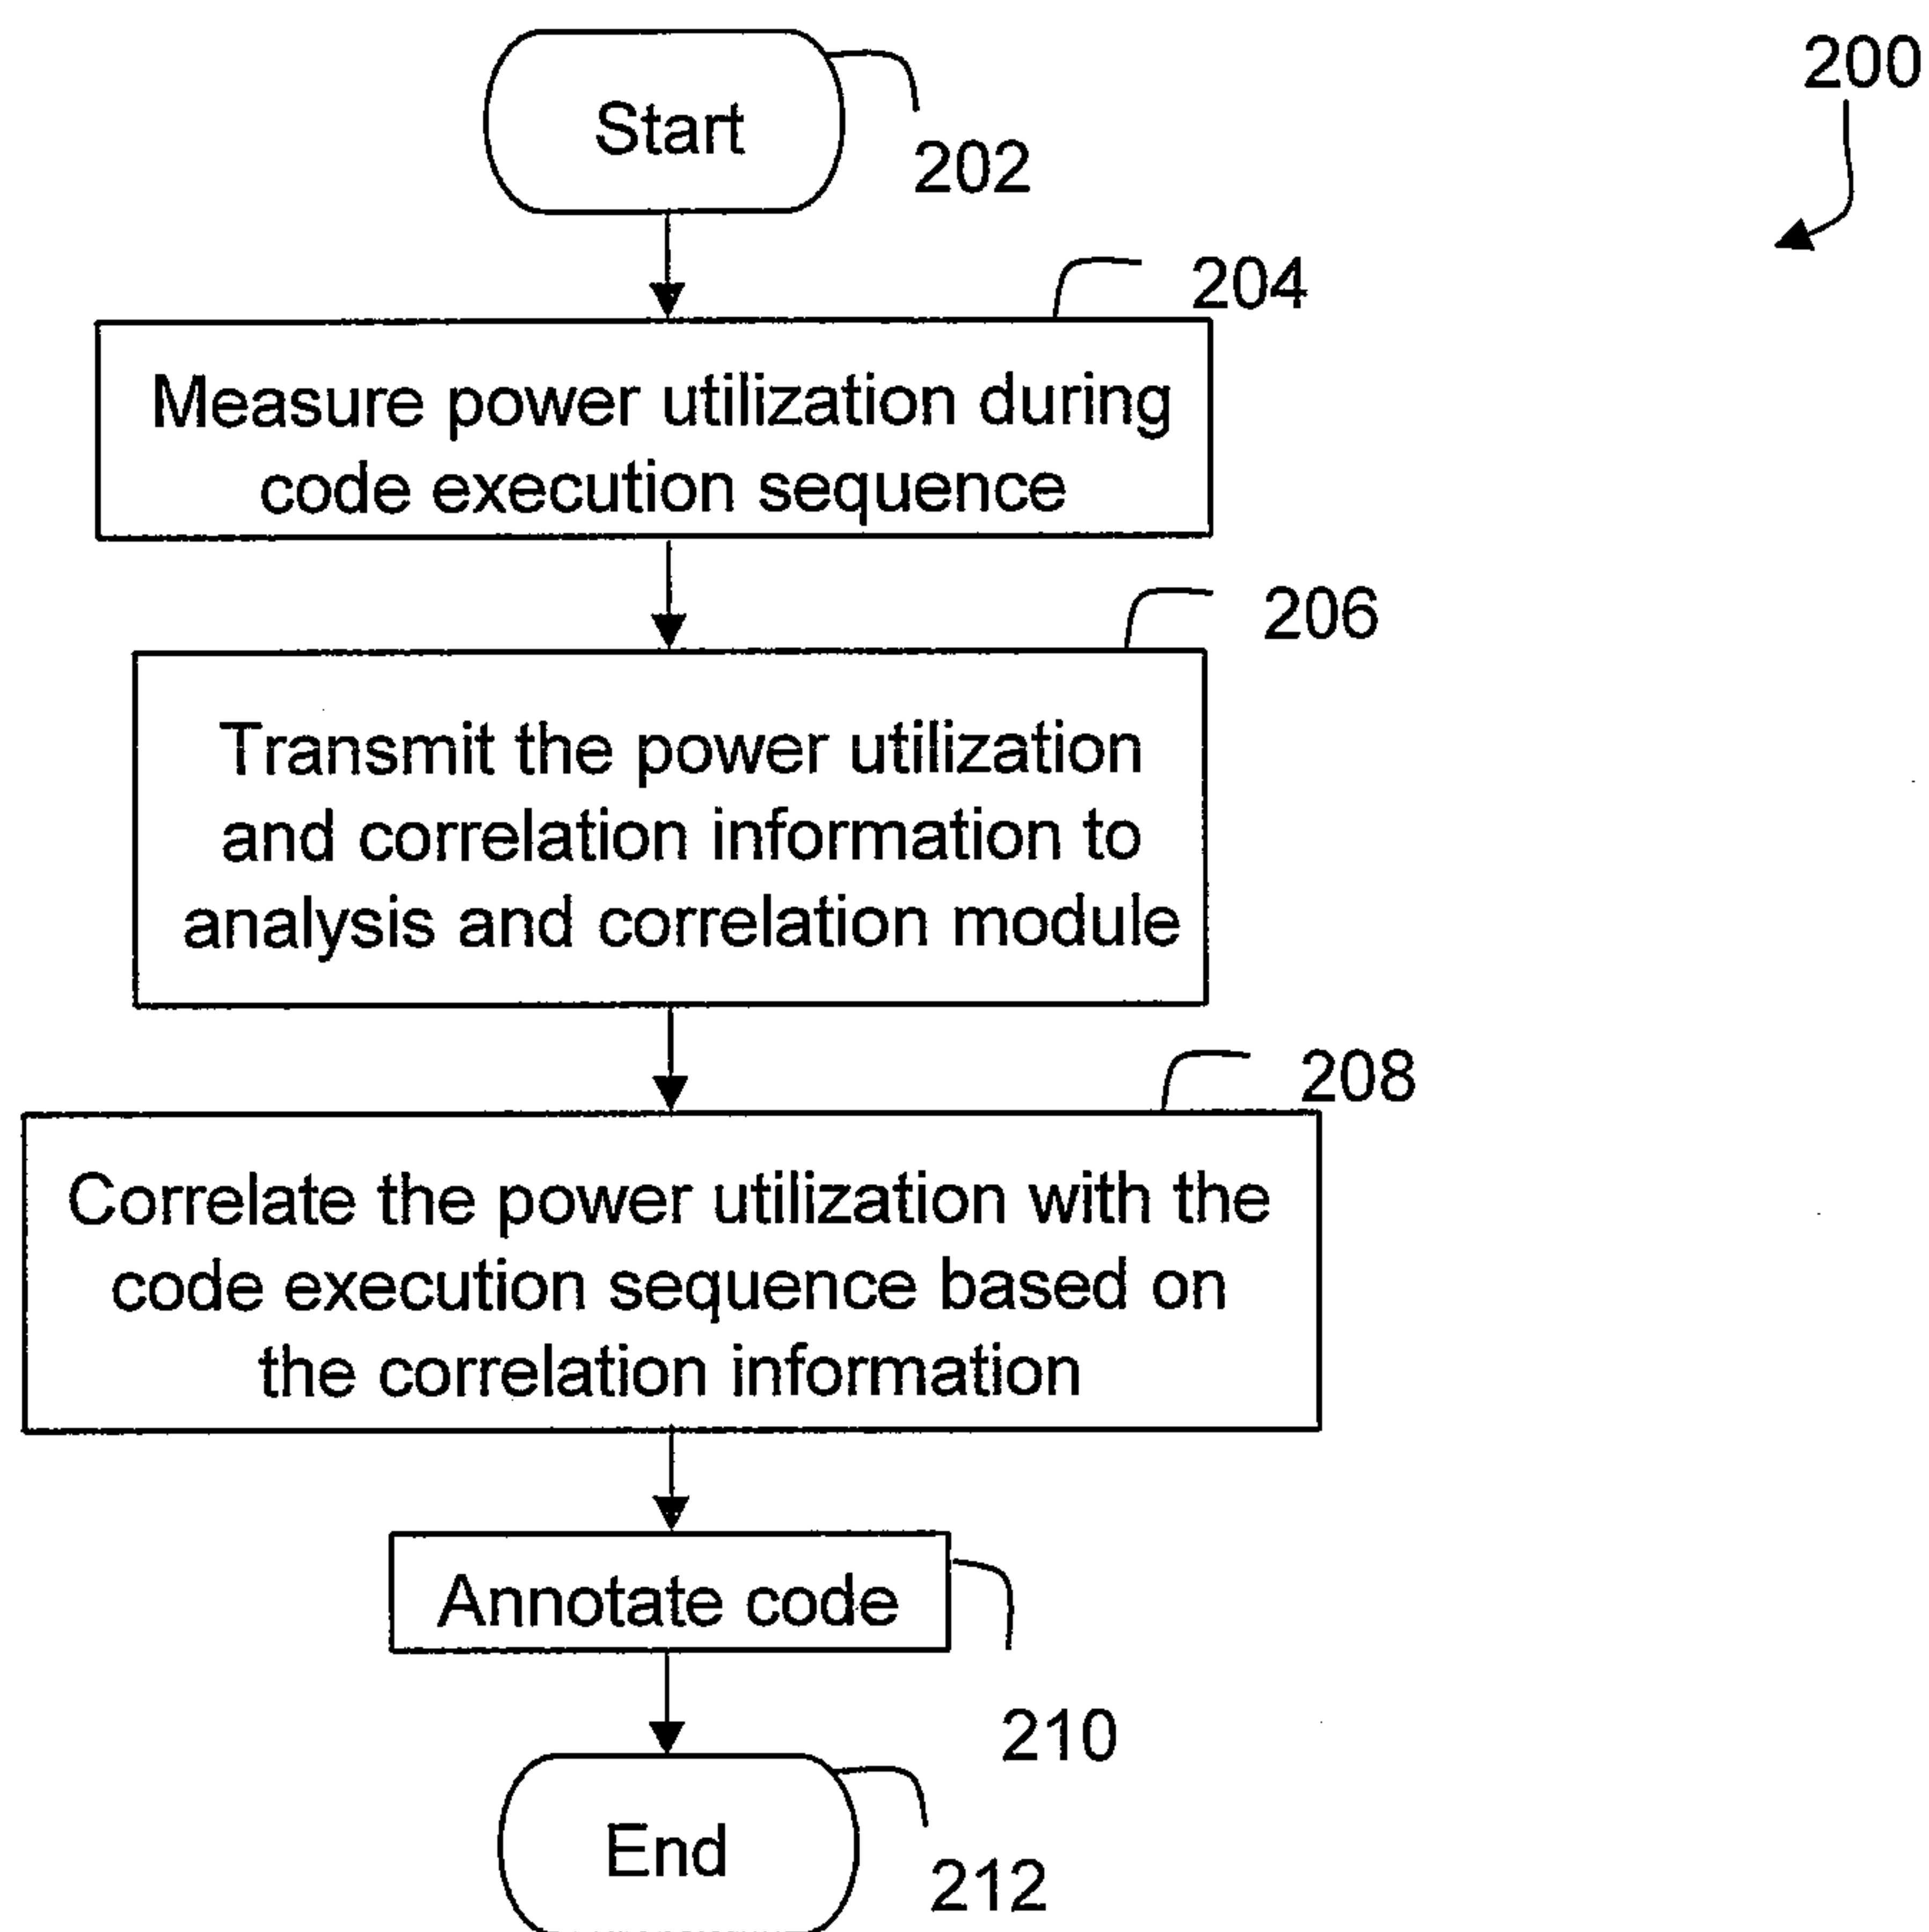 200
Start
202
204
Measure power utilization during
code execution sequence
206
Transmit the power utilization
and correlation information to
analysis and correlation module
208
Correlate the power utilization with the
code execution sequence based on
the correlation information
Annotate code
210
End
212